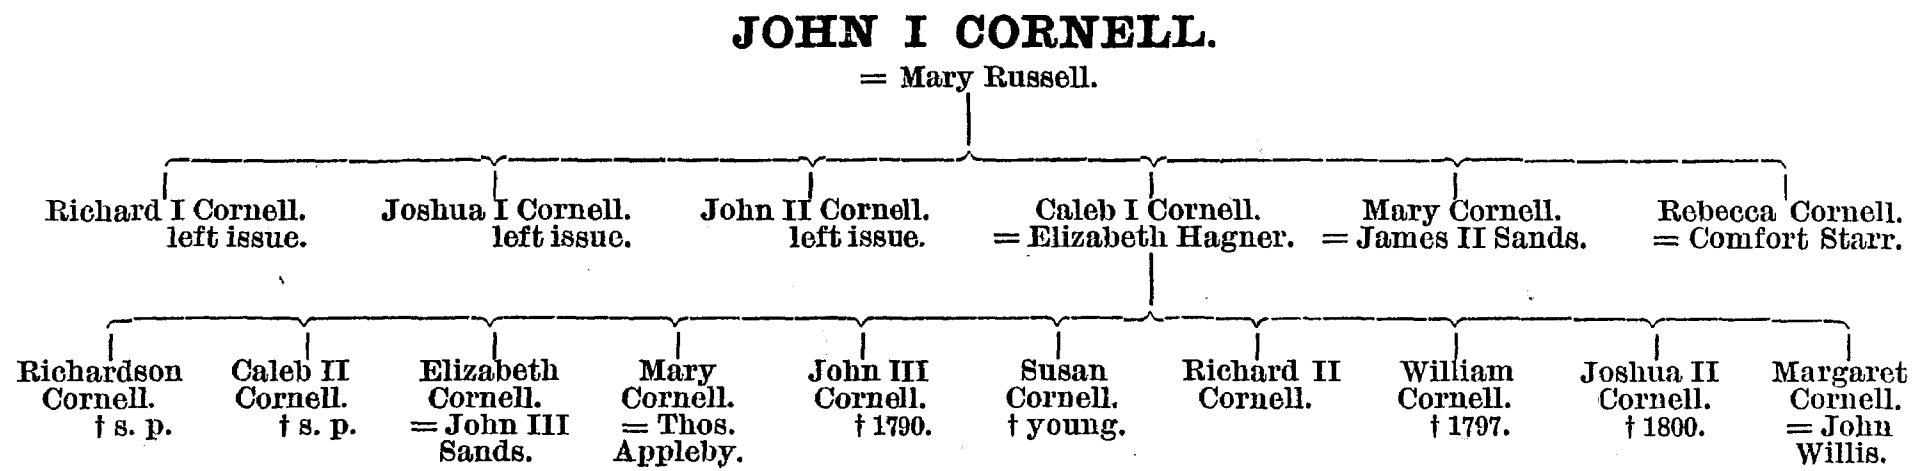 JOHN I CORNELL.
= Mary Russell.
Richard I Cornell. Joshua I Cornell. John II Cornell. Caleb I Cornell. Mary Cornell. Rebecca Cornell.
left issue. left issue. left issue. = Elizabeth Hagner. = James II Sands. = Comfort Starr.
Richardson Caleb II Elizabeth Mary John III Susan Richard II William Joshua II Margaret
Cornell. Cornell. Cornell. Cornell. Cornell. Cornell. Cornell. Cornell. Cornell. Cornell.
† s. p. † s. p. = John III = Thos. † 1790. † young. † 1797. † 1800. = John
Sands. Appleby. Willis.